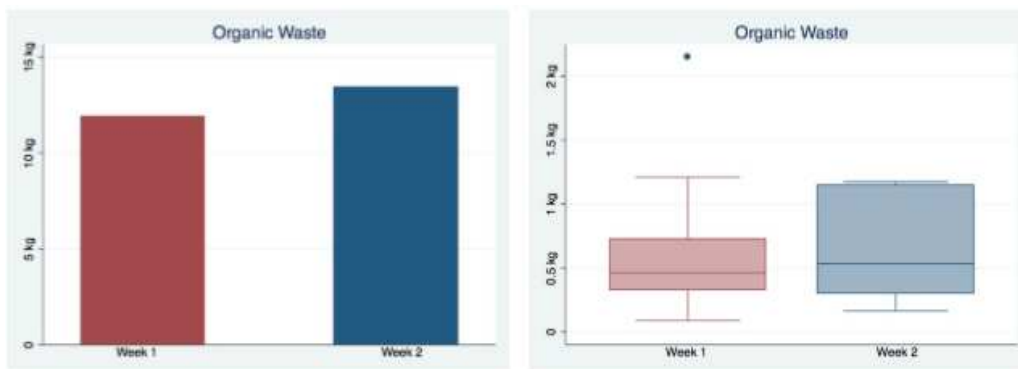 Organic Waste
15 kg
10 kg
5 kg
0
Week 1 Week 2
Organic Waste
2 kg
1.5 kg
1 kg
0.5 kg
0
Week 1 Week 2